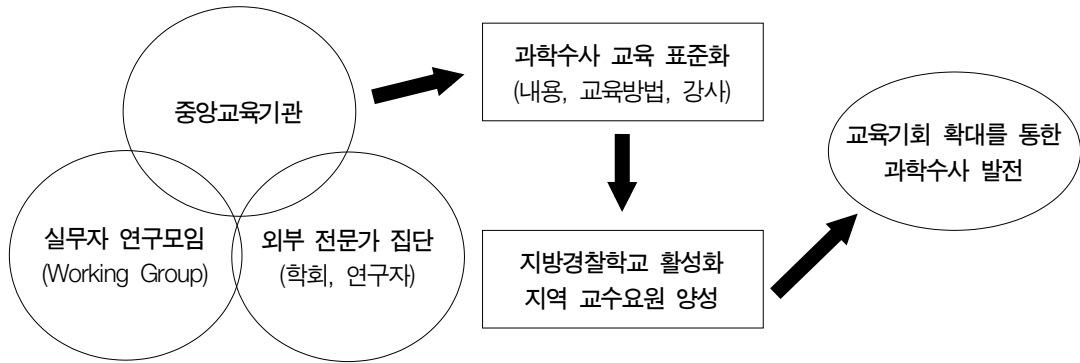 중앙교육기관
실무자 연구모임
(Working Group)
외부 전문가 집단
(학회, 연구자)
과학수사 교육 표준화
(내용, 교육방법, 강사)
지방경찰학교 활성화
지역 교수요원 양성
교육기회 확대를 통한
과학수사 발전